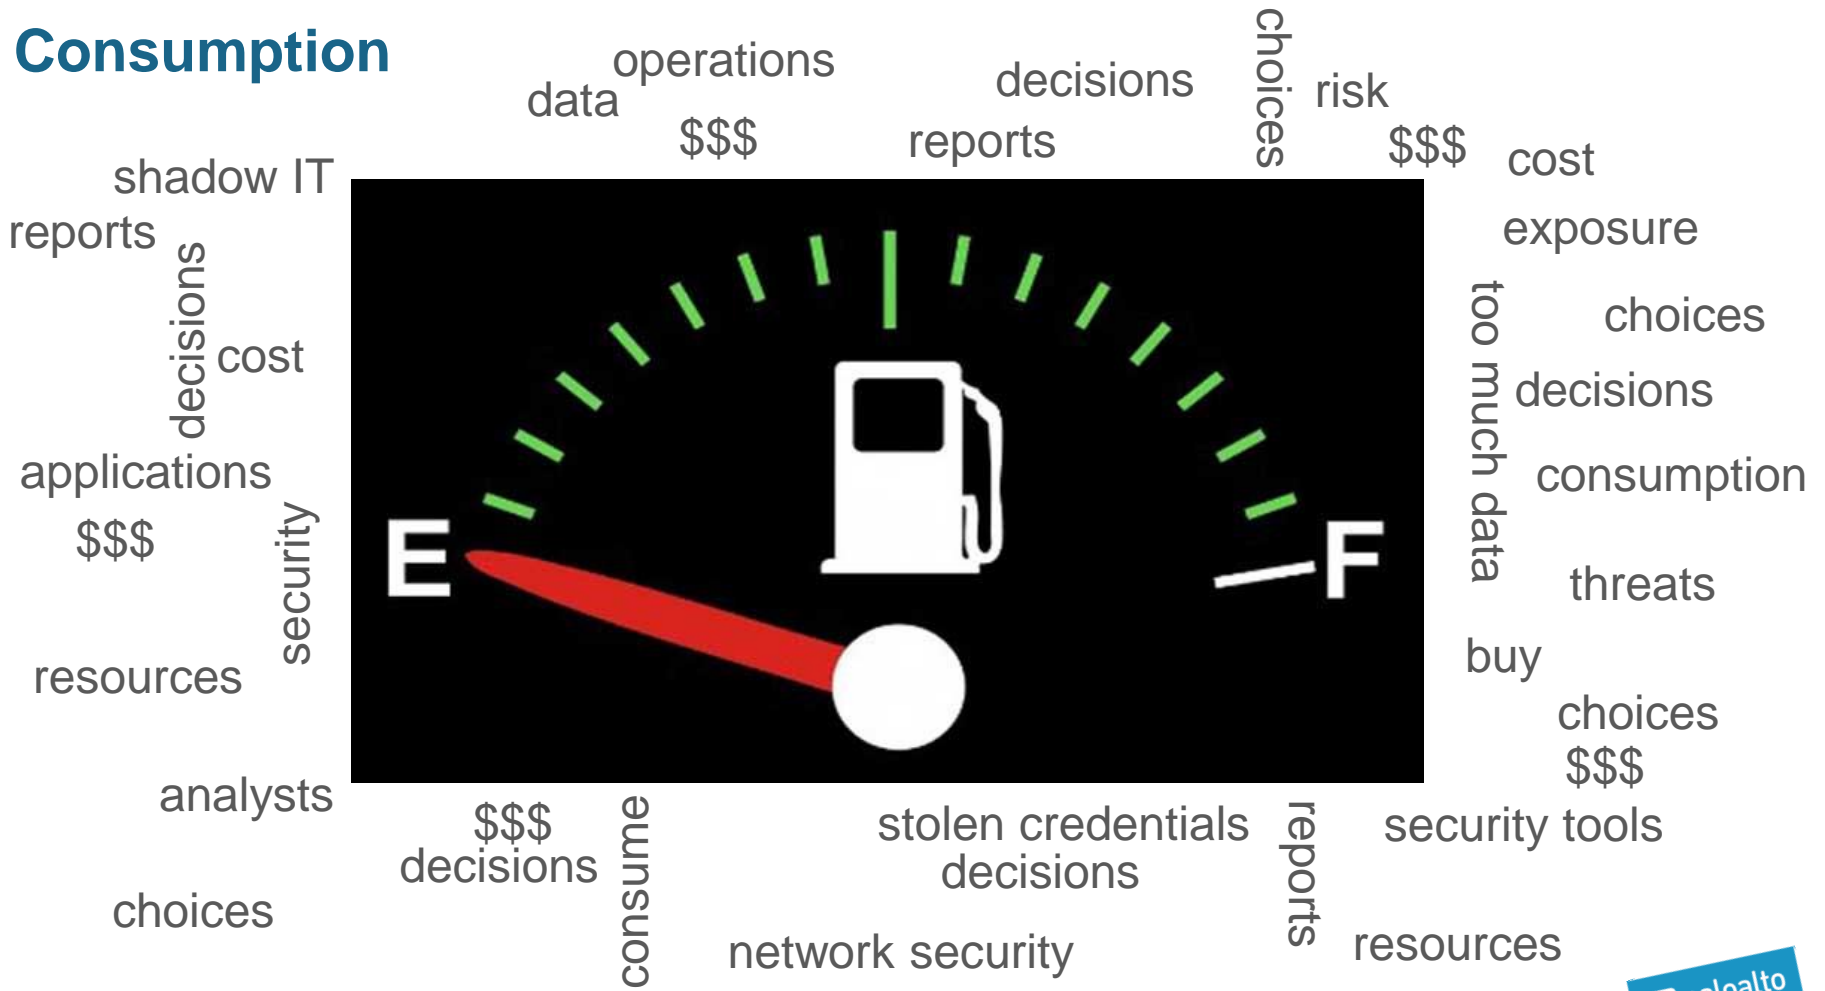 Consumption
operations
data
$$$
decisions
reports
choices
risk
$$$
cost
shadow IT
reports
decisions
cost
applications
$$$
security
resources
analysts
exposure
too much data
choices
decisions
consumption
threats
buy
choices
$$$
E
F
$$$
decisions
consume
choices
stolen credentials
decisions
reports
security tools
network security
resources